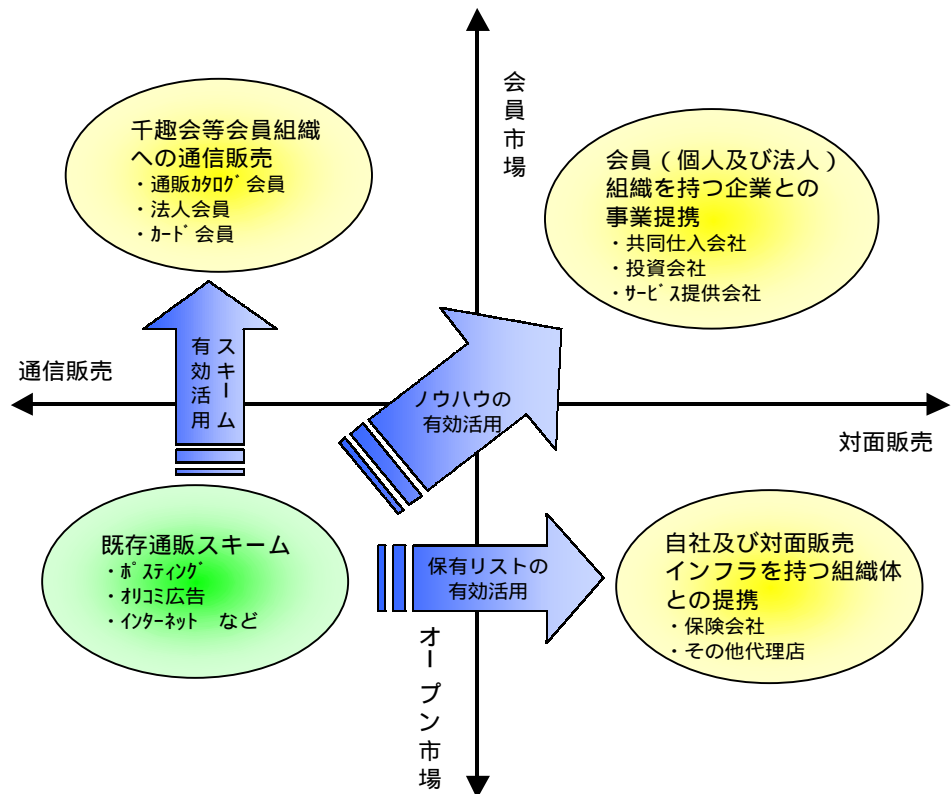 会員市場
千趣会等会員組織
への通信販売
・通販ｶﾀﾛｸﾞ会員
・法人会員
・ｶｰﾄﾞ会員
会員（個人及び法人）
組織を持つ企業との
事業提携
・共同仕入会社
・投資会社
・ｻｰﾋﾞｽ提供会社
スキーム
有効活用
通信販売
ノウハウの
有効活用
対面販売
既存通販スキーム
・ﾎﾟｽﾃｨﾝｸﾞ
・ｵﾘｺﾐ広告
・ｲﾝﾀｰﾈｯﾄ　など
保有リストの
有効活用
自社及び対面販売
インフラを持つ組織体
との提携
・保険会社
・その他代理店
オープン市場